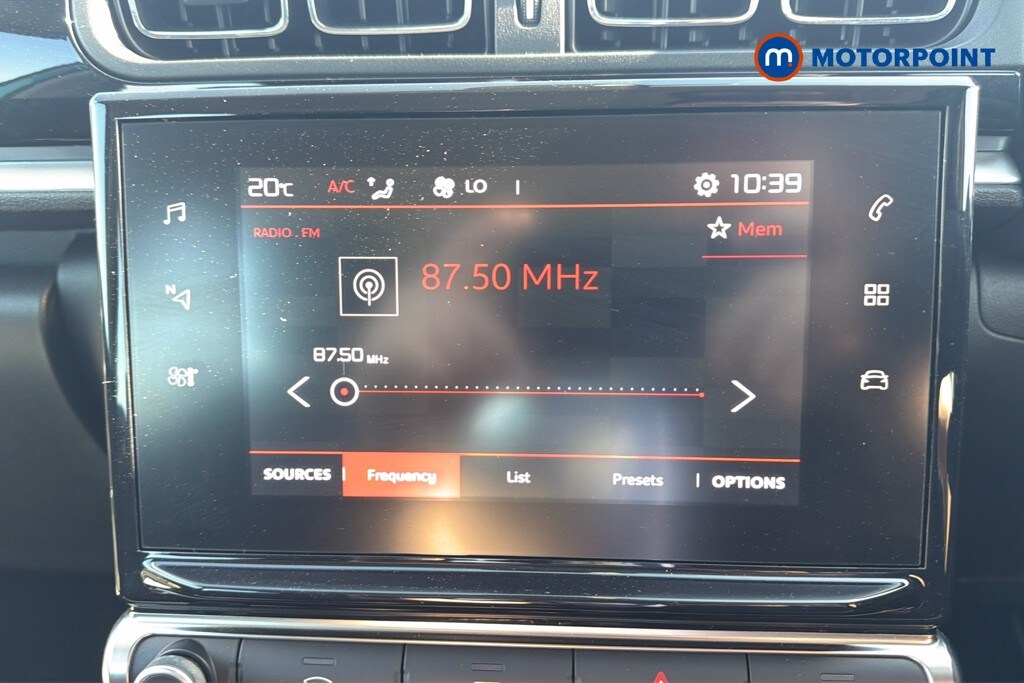 m MOTORPOINT
20°C A/C LO 10:39
RADIO . FM
Mem
87.50 MHz
N
87.50 MHz
SOURCES Frequency List Presets OPTIONS